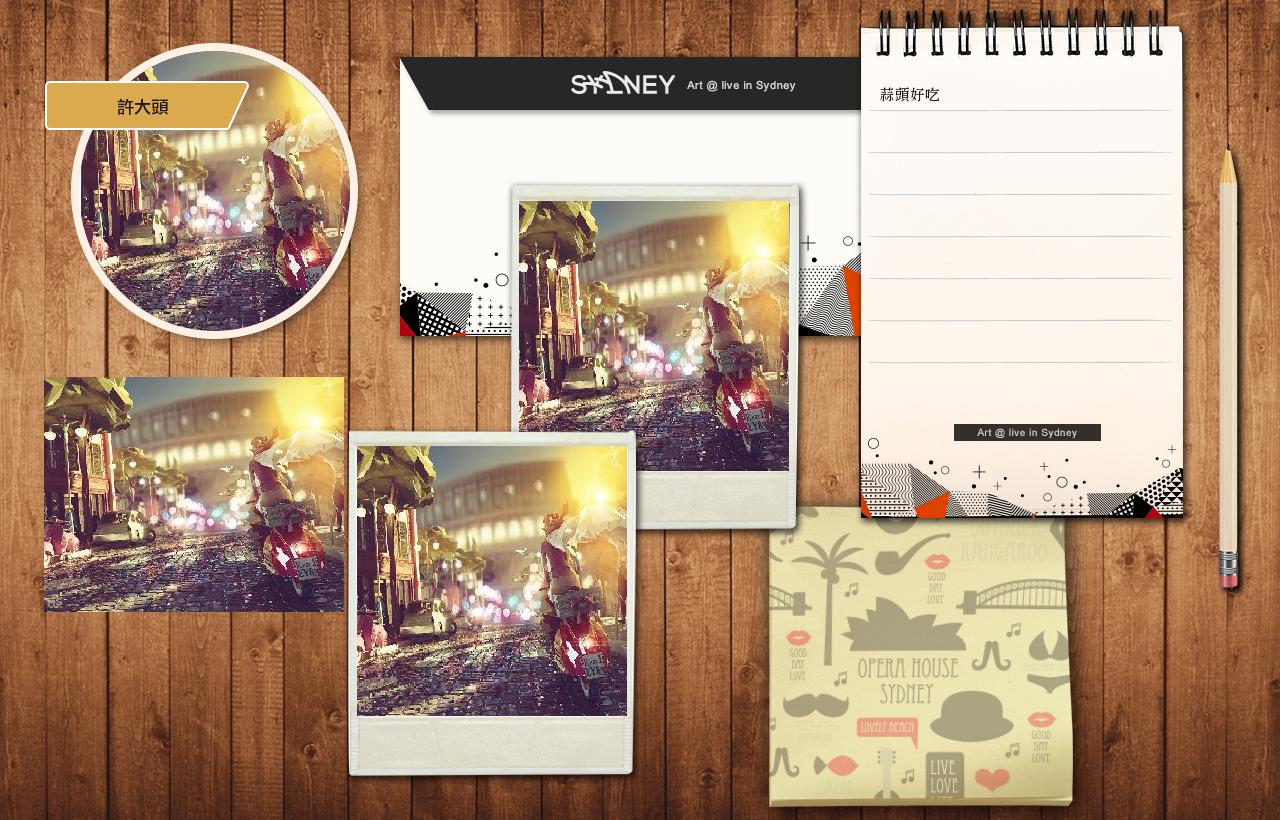 許大頭
SYDNEY Art @ live in Sydney
蒜頭好吃
Art @ live in Sydney
KANGAROO
GOOD
DAY
LOVE
GOOD
DAY
LOVE
OPERA HOUSE
SYDNEY
LOVELY BEACH
GOOD
DAY
LOVE
LIVE
LOVE